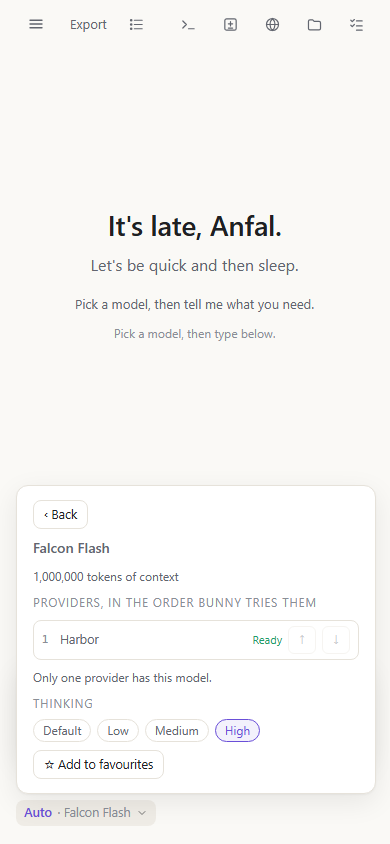 Export
It's late, Anfal.
Let's be quick and then sleep.
Pick a model, then tell me what you need.
Pick a model, then type below.
‹ Back
Falcon Flash
1,000,000 tokens of context
PROVIDERS, IN THE ORDER BUNNY TRIES THEM
1 Harbor Ready ↑ ↓
Only one provider has this model.
THINKING
Default Low Medium High
☆ Add to favourites
Auto · Falcon Flash